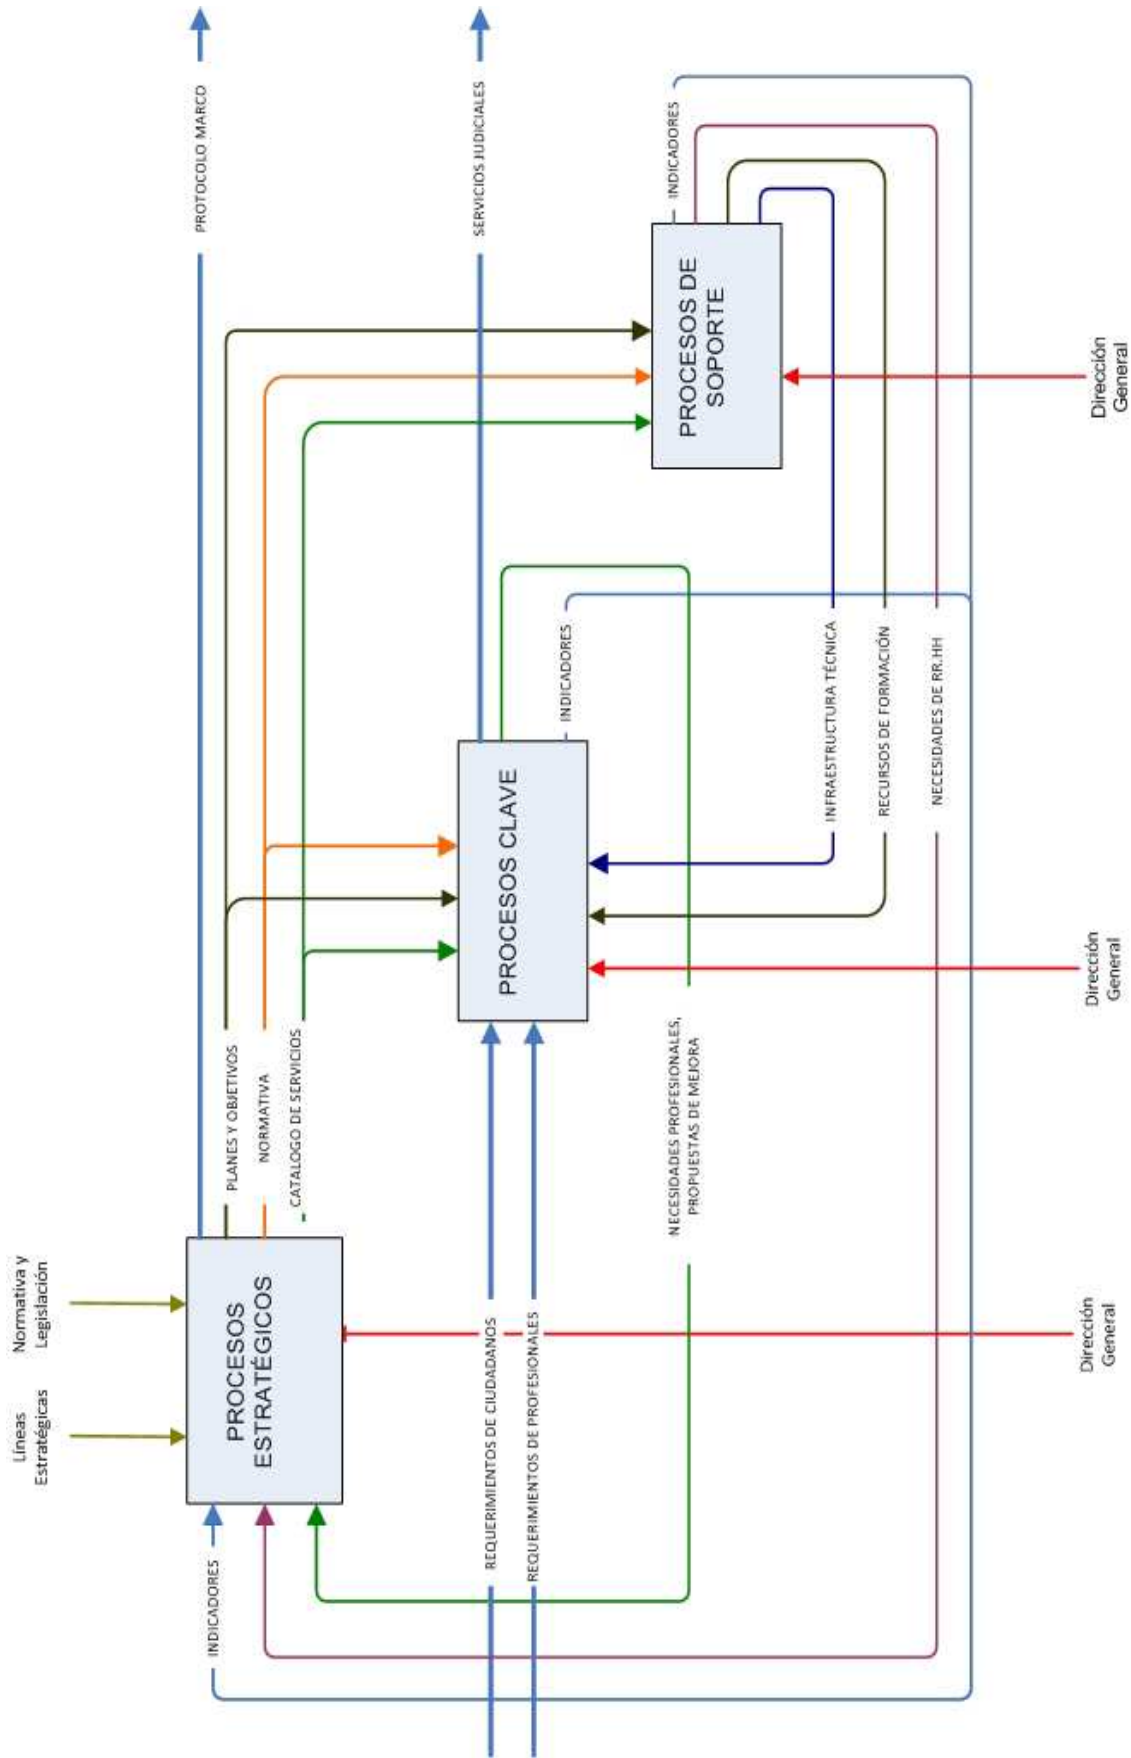 Líneas
Estratégicas
Normativa y
Legislación
INDICADORES
PROCESOS
ESTRATÉGICOS
PROTOCOLO MARCO
PLANES Y OBJETIVOS
NORMATIVA
CATALOGO DE SERVICIOS
REQUERIMIENTOS DE CIUDADANOS
REQUERIMIENTOS DE PROFESIONALES
PROCESOS CLAVE
SERVICIOS JUDICIALES
INDICADORES
NECESIDADES PROFESIONALES,
PROPUESTAS DE MEJORA
PROCESOS DE
SOPORTE
INDICADORES
INFRAESTRUCTURA TÉCNICA
RECURSOS DE FORMACIÓN
NECESIDADES DE RR.HH
Dirección
General
Dirección
General
Dirección
General